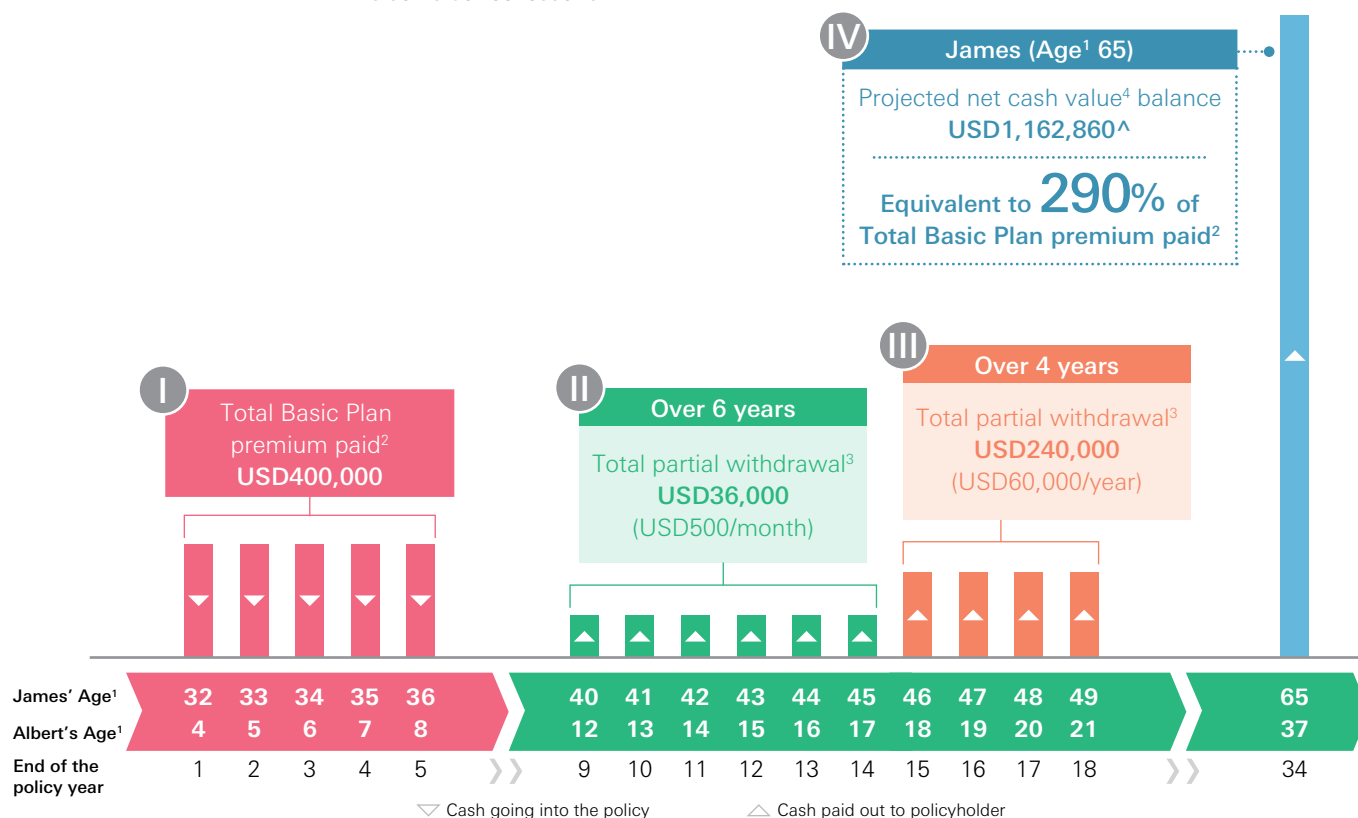 IV
James (Age¹ 65)
Projected net cash value⁴ balance
USD1,162,860^
Equivalent to 290% of
Total Basic Plan premium paid²
I
Total Basic Plan
premium paid²
USD400,000
II
Over 6 years
Total partial withdrawal³
USD36,000
(USD500/month)
III
Over 4 years
Total partial withdrawal³
USD240,000
(USD60,000/year)
James' Age¹ 32 33 34 35 36 40 41 42 43 44 45 46 47 48 49 65
Albert's Age¹ 4 5 6 7 8 12 13 14 15 16 17 18 19 20 21 37
End of the
policy year 1 2 3 4 5 9 10 11 12 13 14 15 16 17 18 34
Cash going into the policy Cash paid out to policyholder